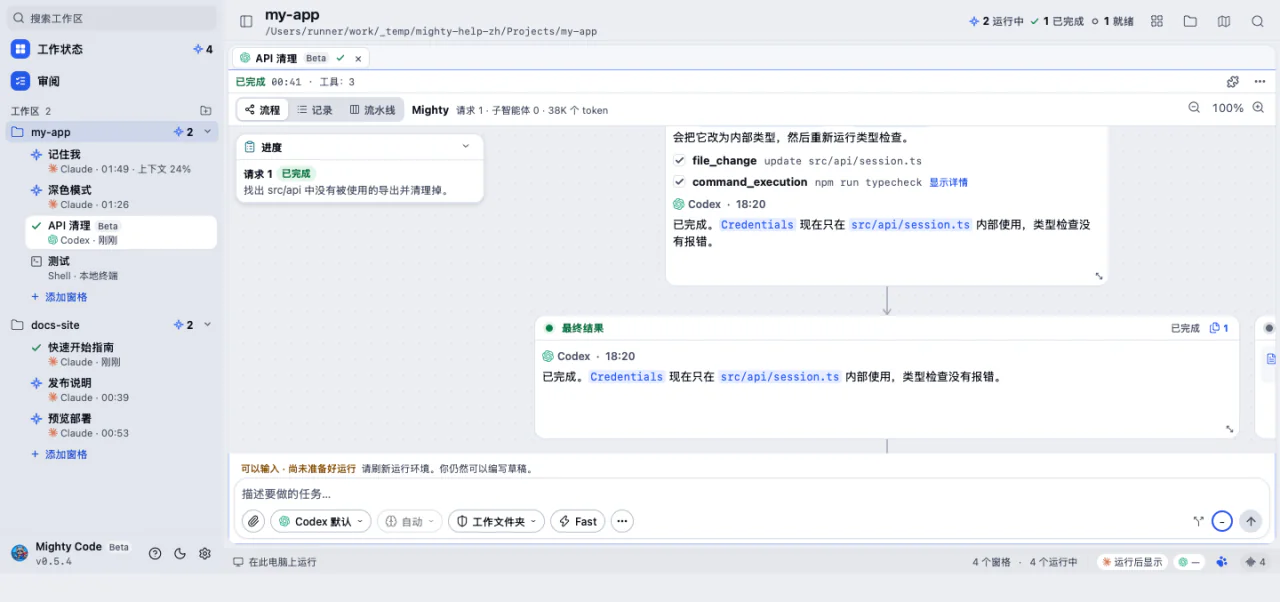 搜索工作区
工作状态 4
审阅
工作区 2
my-app 2
记住我
Claude · 01:49 · 上下文 24%
深色模式
Claude · 01:26
API 清理 Beta
Codex · 刚刚
测试
Shell · 本地终端
+ 添加窗格
docs-site 2
快速开始指南
Claude · 刚刚
发布说明
Claude · 00:39
预览部署
Claude · 00:53
+ 添加窗格
Mighty Code Beta
v0.5.4
my-app
/Users/runner/work/_temp/mighty-help-zh/Projects/my-app
2 运行中 1 已完成 1 就绪
API 清理 Beta
已完成 00:41 · 工具: 3
流程 记录 流水线 Mighty 请求 1 · 子智能体 0 · 38K 个 token
100%
进度
请求 1 已完成
找出 src/api 中没有被使用的导出并清理掉。
会把它改为内部类型，然后重新运行类型检查。
file_change update src/api/session.ts
command_execution npm run typecheck 显示详情
Codex · 18:20
已完成。Credentials 现在只在 src/api/session.ts 内部使用，类型检查没
有报错。
最终结果 已完成 1
Codex · 18:20
已完成。Credentials 现在只在 src/api/session.ts 内部使用，类型检查没有报错。
可以输入 · 尚未准备好运行 请刷新运行环境。你仍然可以编写草稿。
描述要做的任务...
Codex 默认 自动 工作文件夹 Fast
在此电脑上运行
4 个窗格 · 4 个运行中 运行后显示 — 4